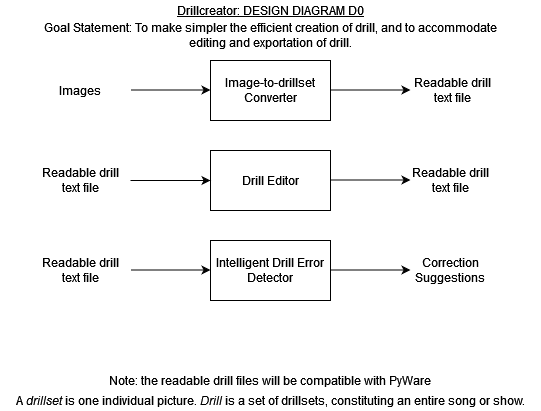 Drillcreator: DESIGN DIAGRAM D0
Goal Statement: To make simpler the efficient creation of drill, and to accommodate
editing and exportation of drill.
Images
Image-to-drillset
Converter
Readable drill
text file
Readable drill
text file
Drill Editor
Readable drill
text file
Readable drill
text file
Intelligent Drill Error
Detector
Correction
Suggestions
Note: the readable drill files will be compatible with PyWare
A drillset is one individual picture. Drill is a set of drillsets, constituting an entire song or show.